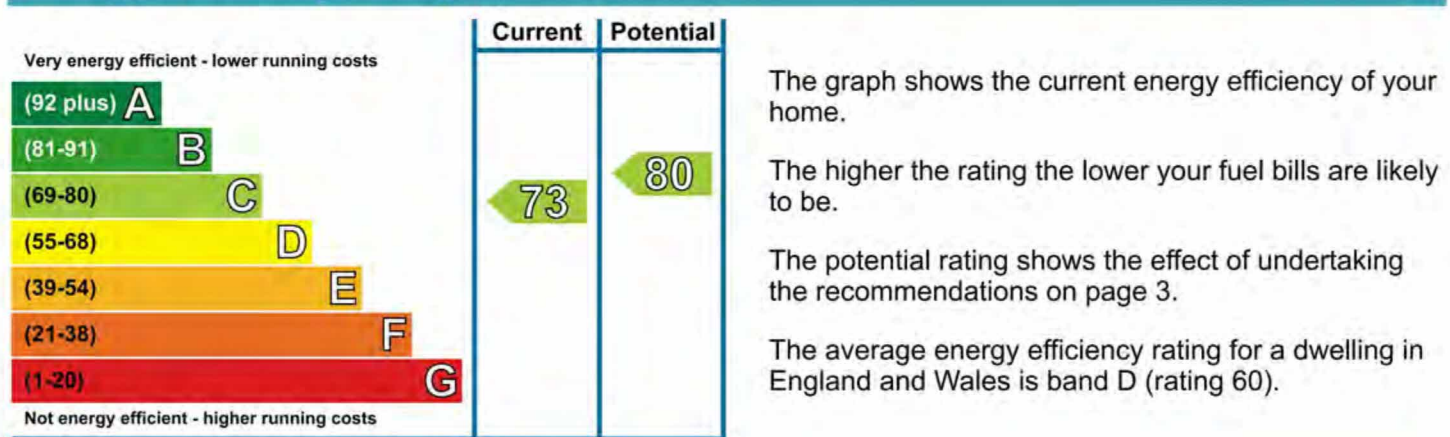 Current Potential
Very energy efficient - lower running costs
(92 plus) A
(81-91) B
(69-80) C
(55-68) D
(39-54) E
(21-38) F
(1-20) G
Not energy efficient - higher running costs
73
80
The graph shows the current energy efficiency of your
home.
The higher the rating the lower your fuel bills are likely
to be.
The potential rating shows the effect of undertaking
the recommendations on page 3.
The average energy efficiency rating for a dwelling in
England and Wales is band D (rating 60).